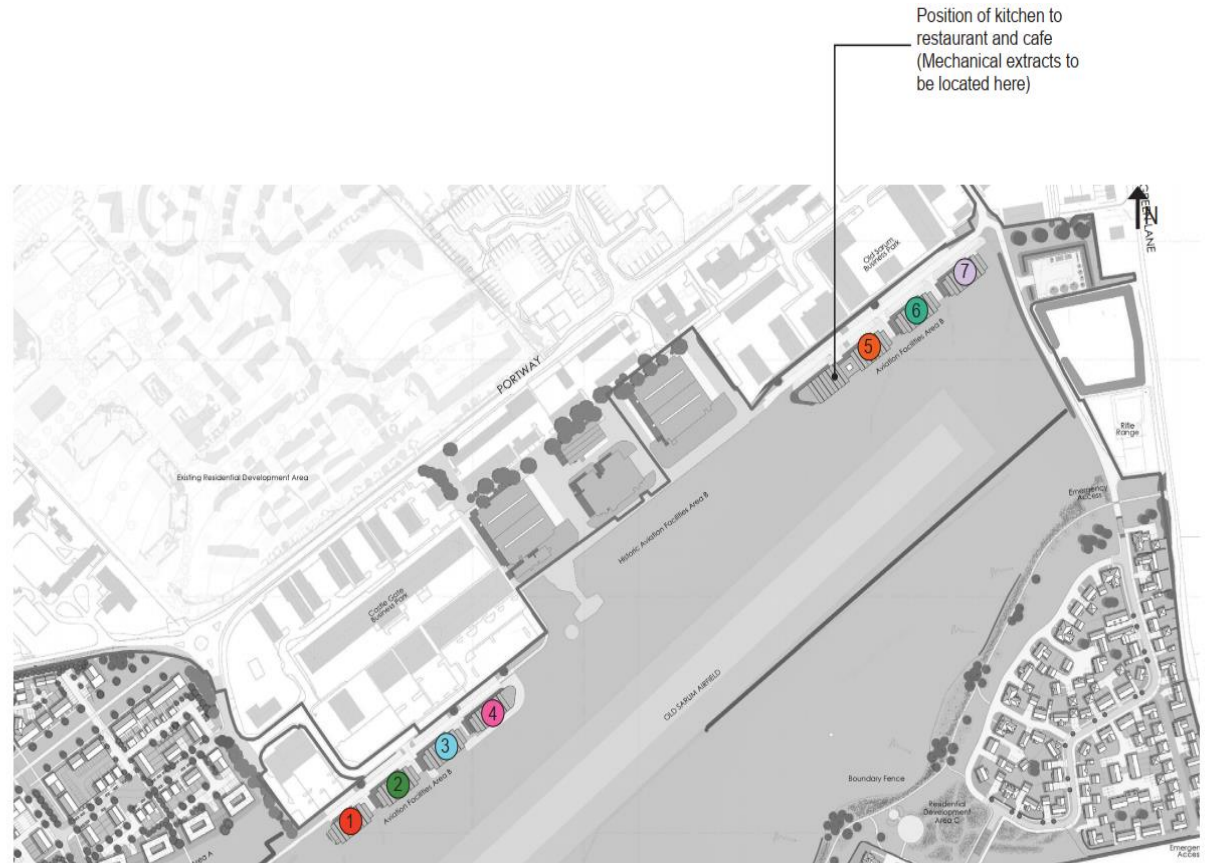 Position of kitchen to
restaurant and cafe
(Mechanical extracts to
be located here)
GREEN LANE
N
Old Sarum
Business Park
7
6
5
Aviation Facilities Area B
PORTWAY
Rifle
Range
Existing Residential Development Area
Emergency
Access
Historic Aviation Facilities Area B
Castle Gate
Business Park
OLD SARUM AIRFIELD
4
3
2
1
Aviation Facilities Area B
Boundary Fence
Residential
Development
Area C
Area A
Emergen
Access